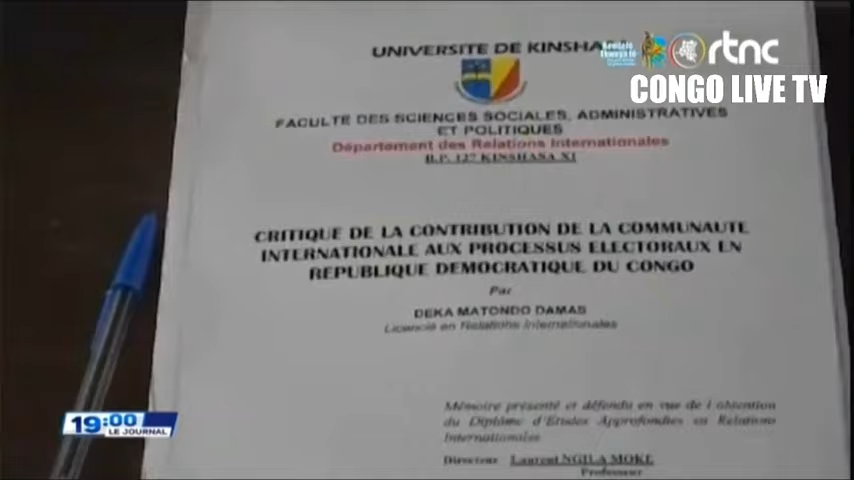 UNIVERSITE DE KINSHASA
rtnc
CONGO LIVE TV
FACULTE DES SCIENCES SOCIALES, ADMINISTRATIVES
ET POLITIQUES
Département des Relations Internationales
B.P. 127 KINSHASA XI
CRITIQUE DE LA CONTRIBUTION DE LA COMMUNAUTE
INTERNATIONALE AUX PROCESSUS ELECTORAUX EN
REPUBLIQUE DEMOCRATIQUE DU CONGO
Par
DEKA MATONDO DAMAS
Licencié en Relations Internationales
Mémoire présenté et défendu en vue de l'obtention
du Diplôme d'Etudes Approfondies en Relations
Internationales
Directeur Laurent NGILA MOKE
Professeur
19:00
LE JOURNAL